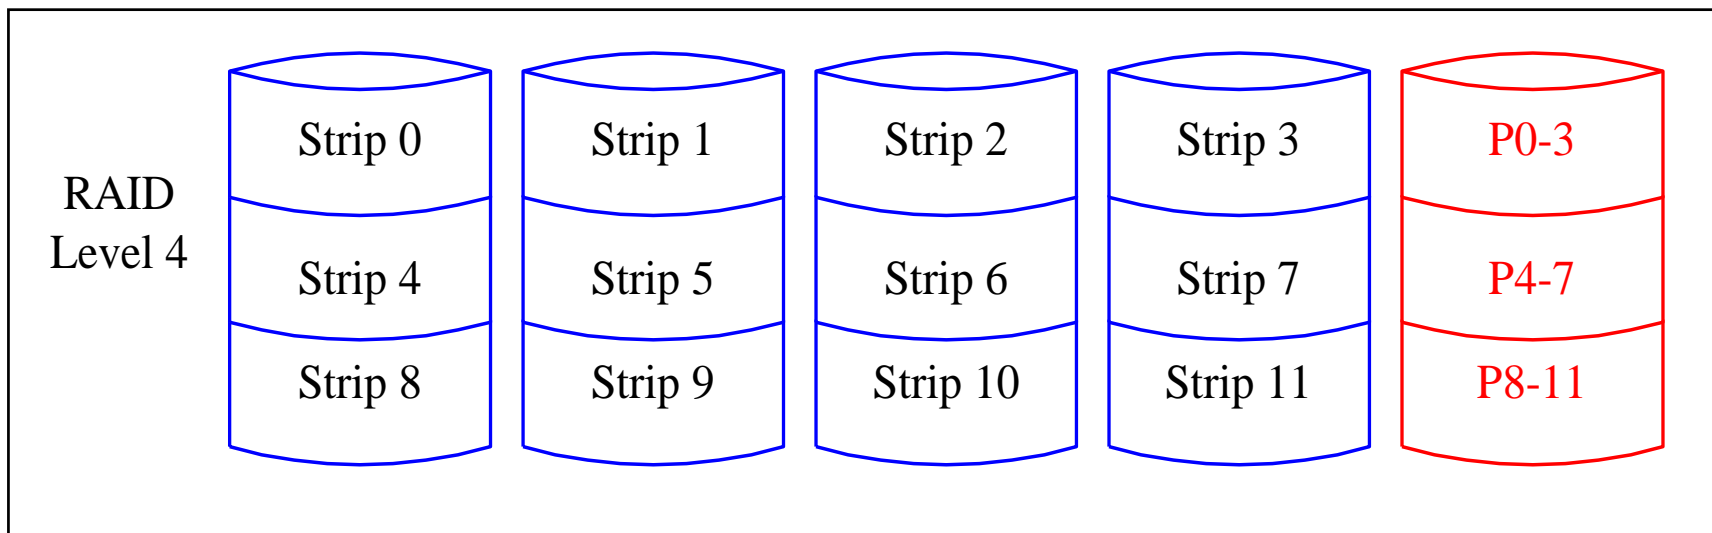 Strip 0 Strip 1 Strip 2 Strip 3 P0-3
RAID
Level 4
Strip 4 Strip 5 Strip 6 Strip 7 P4-7
Strip 8 Strip 9 Strip 10 Strip 11 P8-11